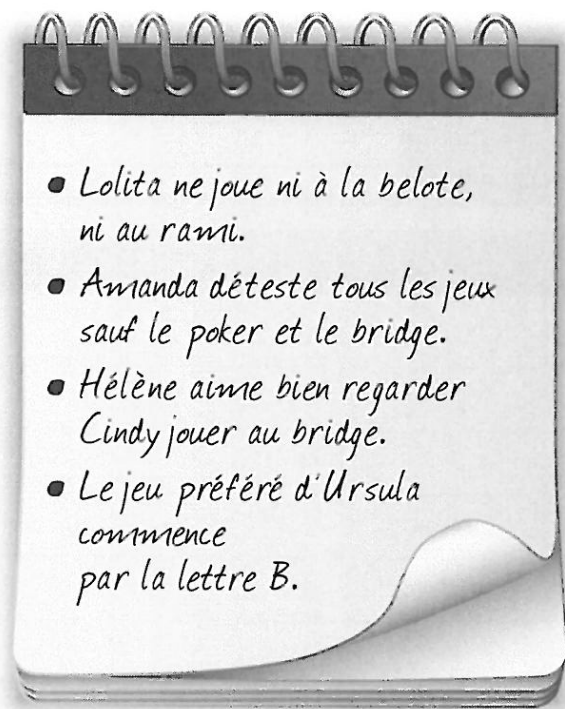 • Lolita ne joue ni à la belote,
ni au rami.
• Amanda déteste tous les jeux
sauf le poker et le bridge.
• Hélène aime bien regarder
Cindy jouer au bridge.
• Le jeu préféré d'Ursula
commence
par la lettre B.